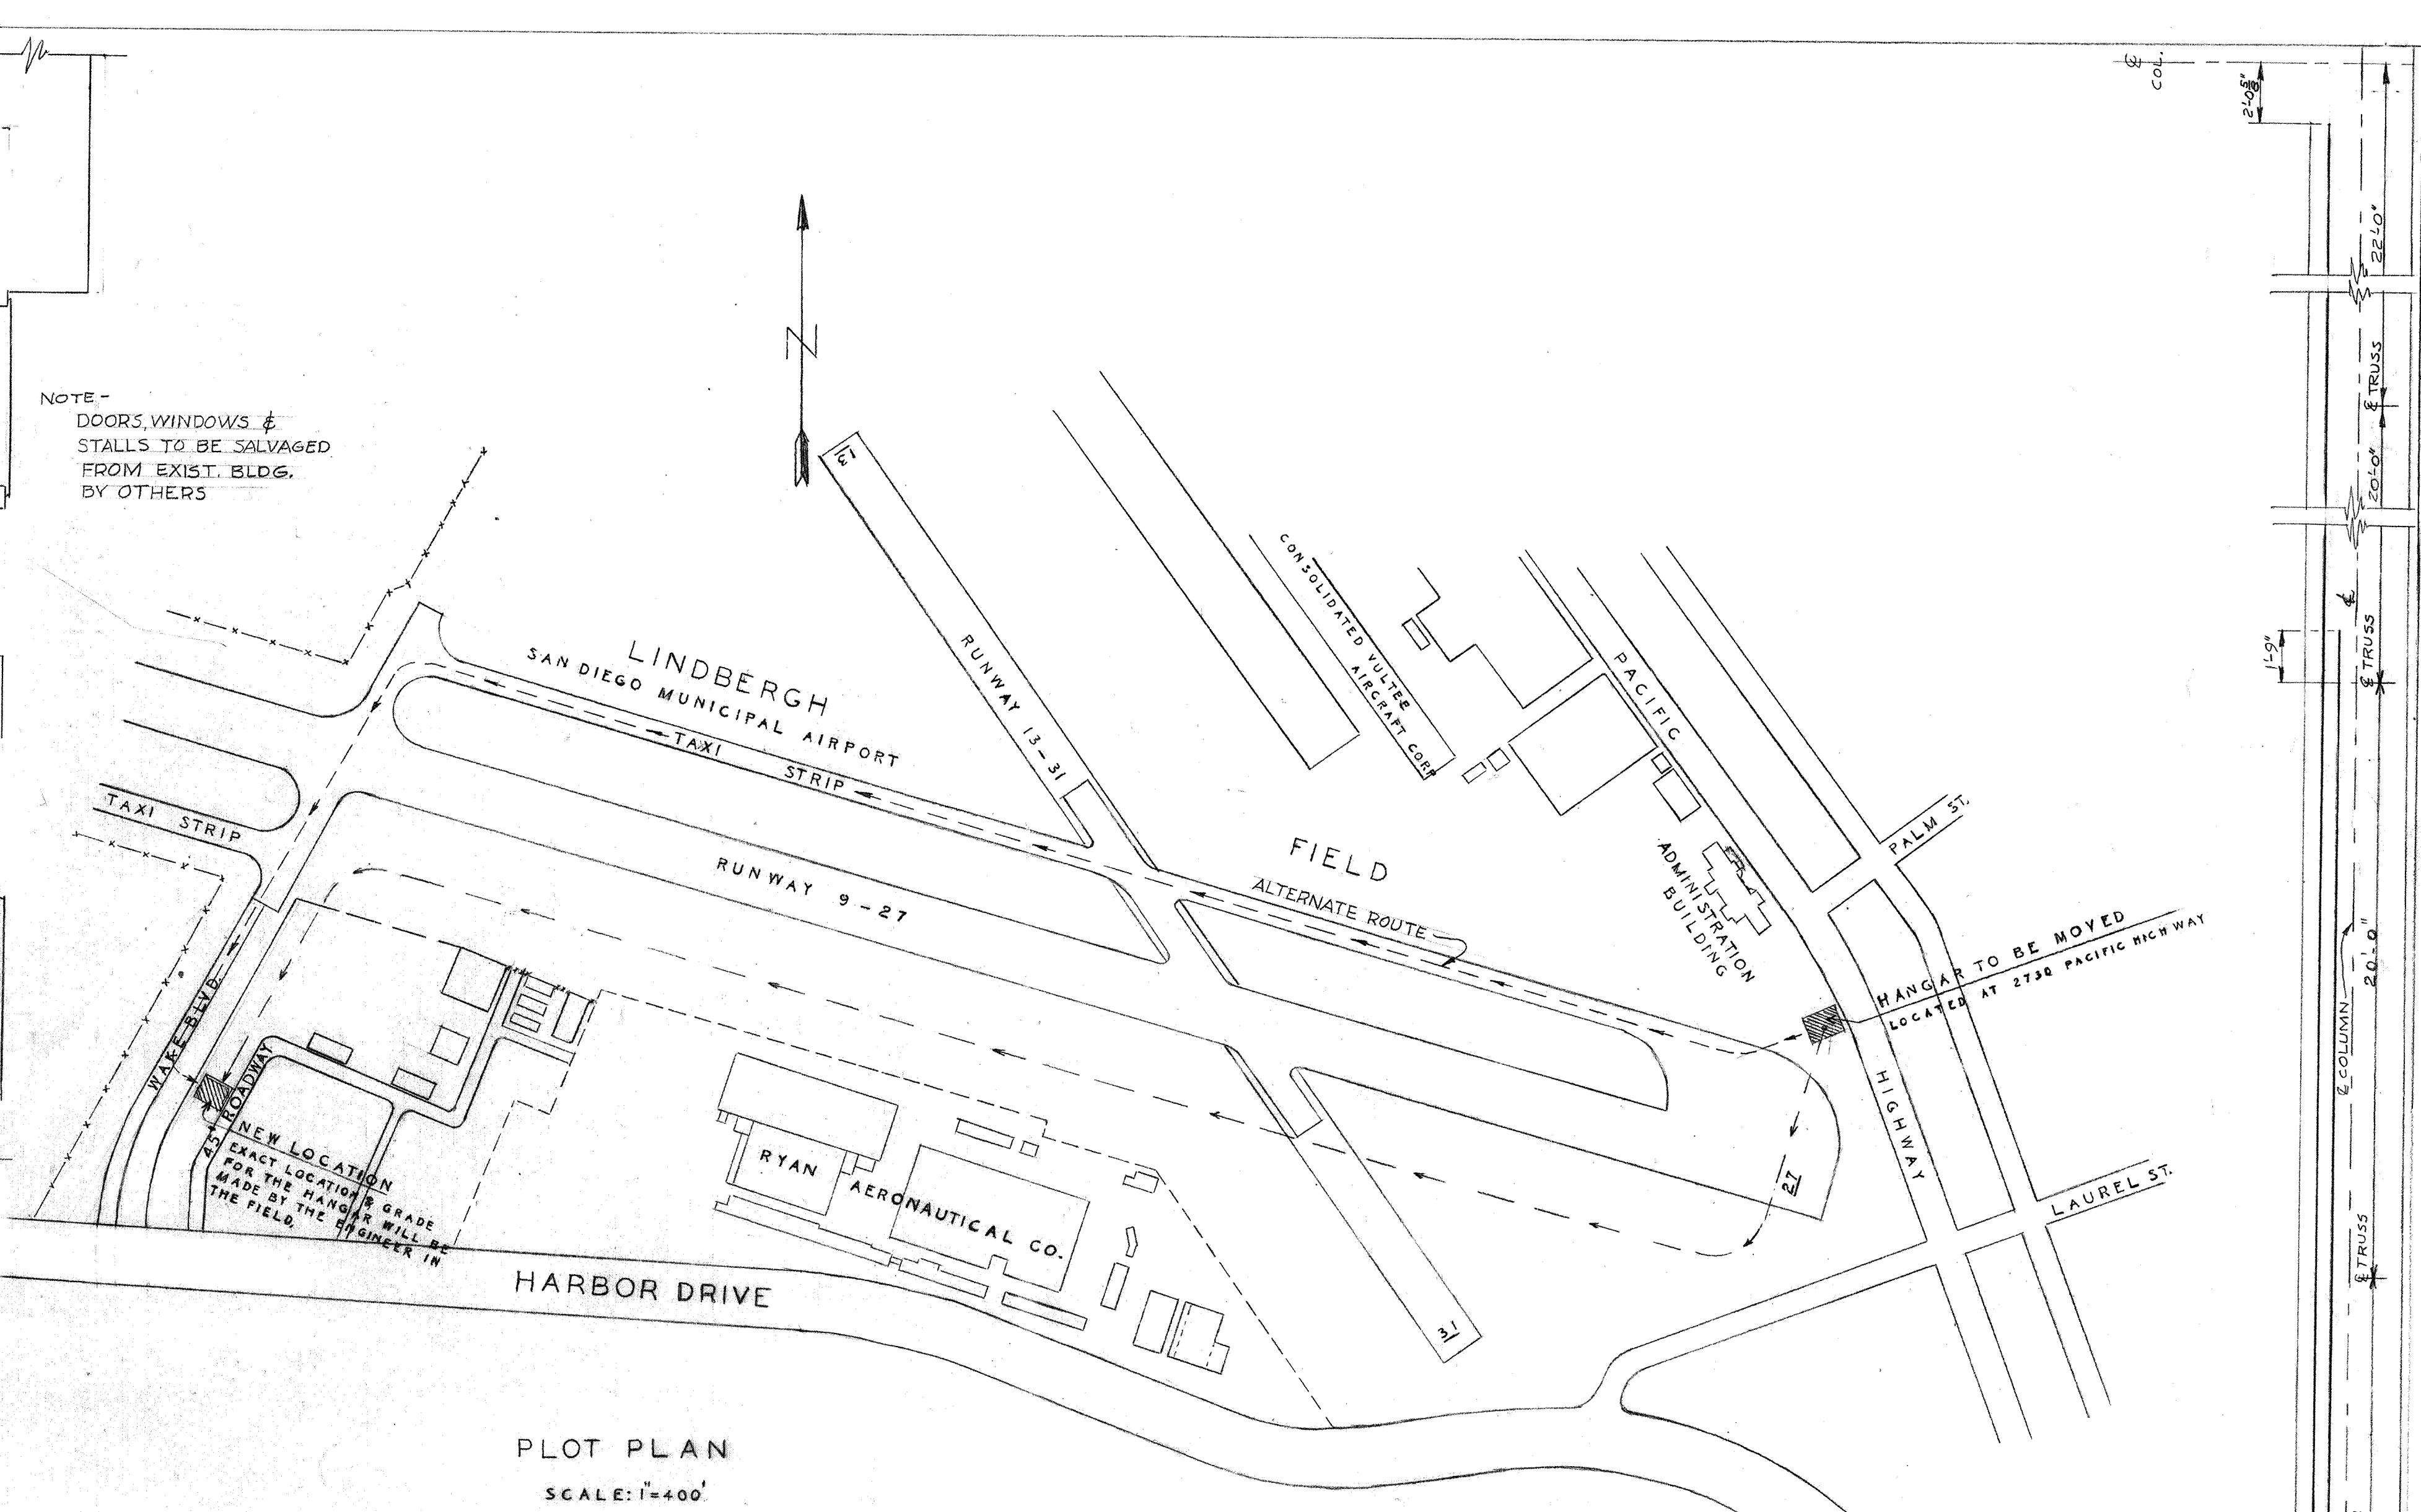 NOTE-
DOORS, WINDOWS &
STALLS TO BE SALVAGED
FROM EXIST. BLDG.
BY OTHERS
N
13
LINDBERGH
SAN DIEGO MUNICIPAL AIRPORT
TAXI STRIP
RUNWAY 13-31
CONSOLIDATED VULTEE
AIRCRAFT CORP
PACIFIC
PALM ST.
FIELD
ALTERNATE ROUTE
ADMINISTRATION
BUILDING
HANGAR TO BE MOVED
LOCATED AT 2730 PACIFIC HIGHWAY
TAXI STRIP
RUNWAY 9-27
WAKE BLVD.
45' ROADWAY
NEW LOCATION
EXACT LOCATION & GRADE
FOR THE HANGAR WILL BE
MADE BY THE ENGINEER IN
THE FIELD.
RYAN
AERONAUTICAL CO.
HIGHWAY
27
LAUREL ST.
31
HARBOR DRIVE
PLOT PLAN
SCALE: 1"=400'
℄
COL.
2'-0 5/8"
22'-0"
℄ TRUSS
20'-0"
℄
1'-9"
℄ TRUSS
20'-0"
℄ COLUMN
℄ TRUSS